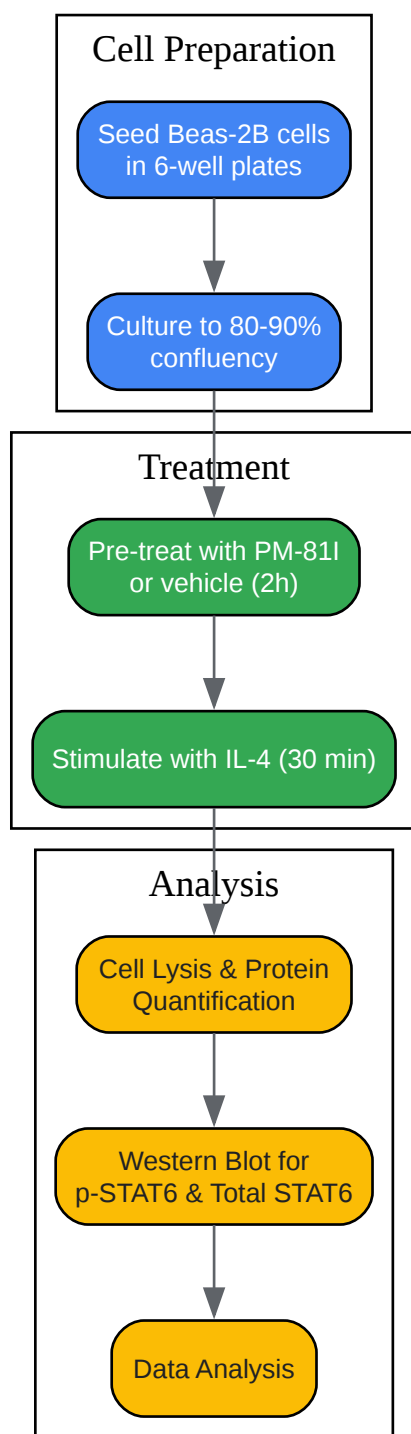 Cell Preparation
Seed Beas-2B cells
in 6-well plates
Culture to 80-90%
confluency
Treatment
Pre-treat with PM-81I
or vehicle (2h)
Stimulate with IL-4 (30 min)
Analysis
Cell Lysis & Protein
Quantification
Western Blot for
p-STAT6 & Total STAT6
Data Analysis